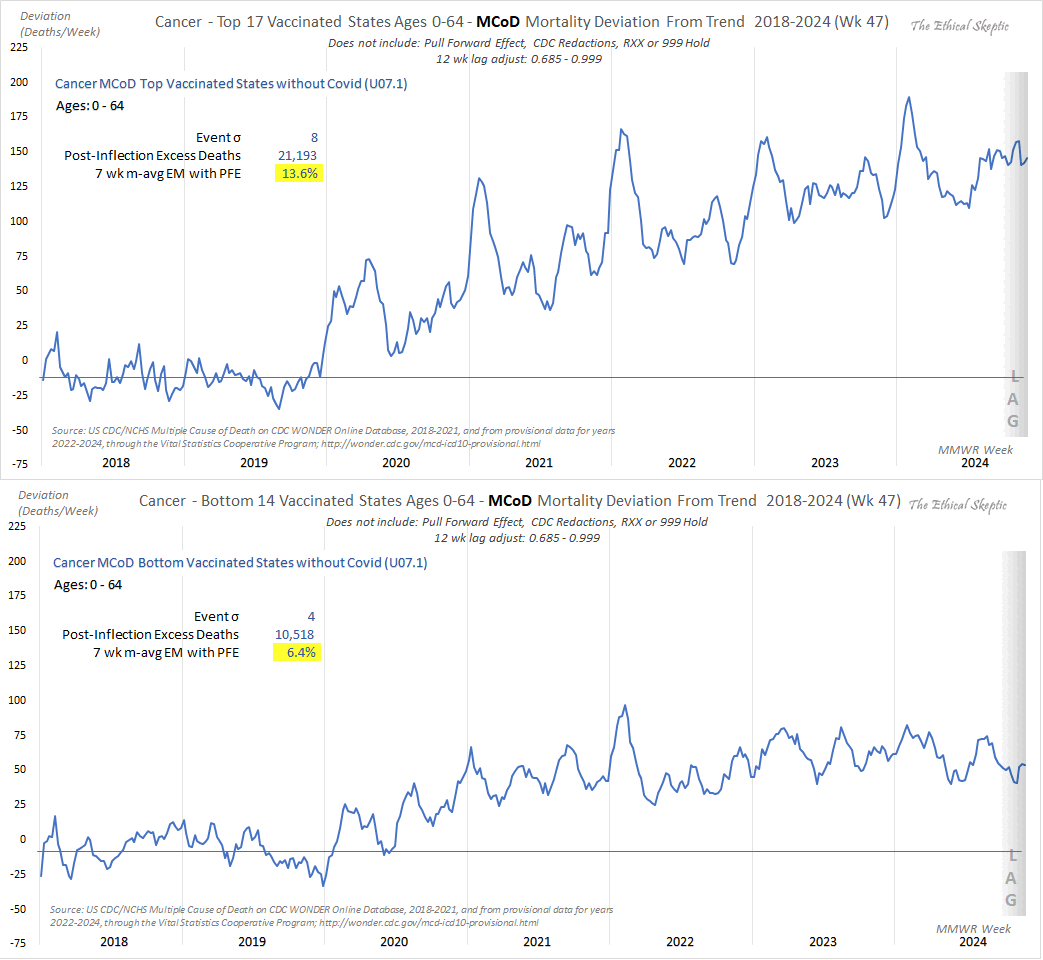 Deviation
(Deaths/Week)
Cancer - Top 17 Vaccinated States Ages 0-64 - MCoD Mortality Deviation From Trend 2018-2024 (Wk 47)
The Ethical Skeptic
Does not include: Pull Forward Effect, CDC Redactions, RXX or 999 Hold
12 wk lag adjust: 0.685 - 0.999
225
200
175
150
125
100
75
50
25
0
-25
-50
-75
Cancer MCoD Top Vaccinated States without Covid (U07.1)
Ages: 0 - 64
Event σ 8
Post-Inflection Excess Deaths 21,193
7 wk m-avg EM with PFE 13.6%
L
A
G
Source: US CDC/NCHS Multiple Cause of Death on CDC WONDER Online Database, 2018-2021, and from provisional data for years
2022-2024, through the Vital Statistics Cooperative Program; http://wonder.cdc.gov/mcd-icd10-provisional.html
MMWR Week
2018 2019 2020 2021 2022 2023 2024
Deviation
(Deaths/Week)
Cancer - Bottom 14 Vaccinated States Ages 0-64 - MCoD Mortality Deviation From Trend 2018-2024 (Wk 47)
The Ethical Skeptic
Does not include: Pull Forward Effect, CDC Redactions, RXX or 999 Hold
12 wk lag adjust: 0.685 - 0.999
225
200
175
150
125
100
75
50
25
0
-25
-50
-75
Cancer MCoD Bottom Vaccinated States without Covid (U07.1)
Ages: 0 - 64
Event σ 4
Post-Inflection Excess Deaths 10,518
7 wk m-avg EM with PFE 6.4%
L
A
G
Source: US CDC/NCHS Multiple Cause of Death on CDC WONDER Online Database, 2018-2021, and from provisional data for years
2022-2024, through the Vital Statistics Cooperative Program; http://wonder.cdc.gov/mcd-icd10-provisional.html
MMWR Week
2018 2019 2020 2021 2022 2023 2024